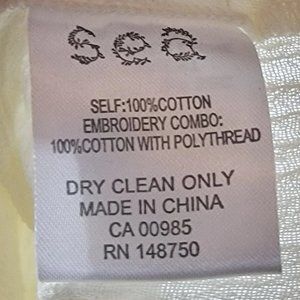 sea
SELF:100%COTTON
EMBROIDERY COMBO:
100%COTTON WITH POLYTHREAD
DRY CLEAN ONLY
MADE IN CHINA
CA 00985
RN 148750